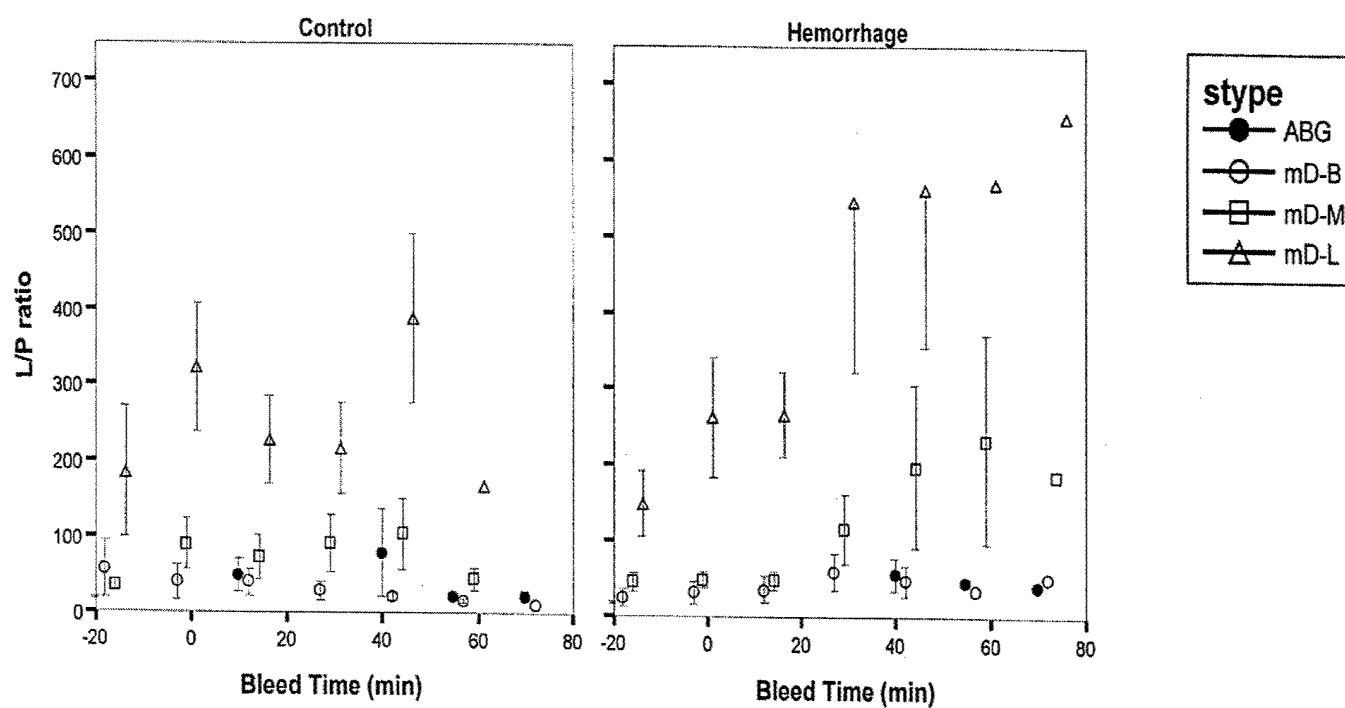 Control
Hemorrhage
L/P ratio
700
600
500
400
300
200
100
0
-20 0 20 40 60 80
Bleed Time (min)
-20 0 20 40 60 80
Bleed Time (min)
stype
ABG
mD-B
mD-M
mD-L